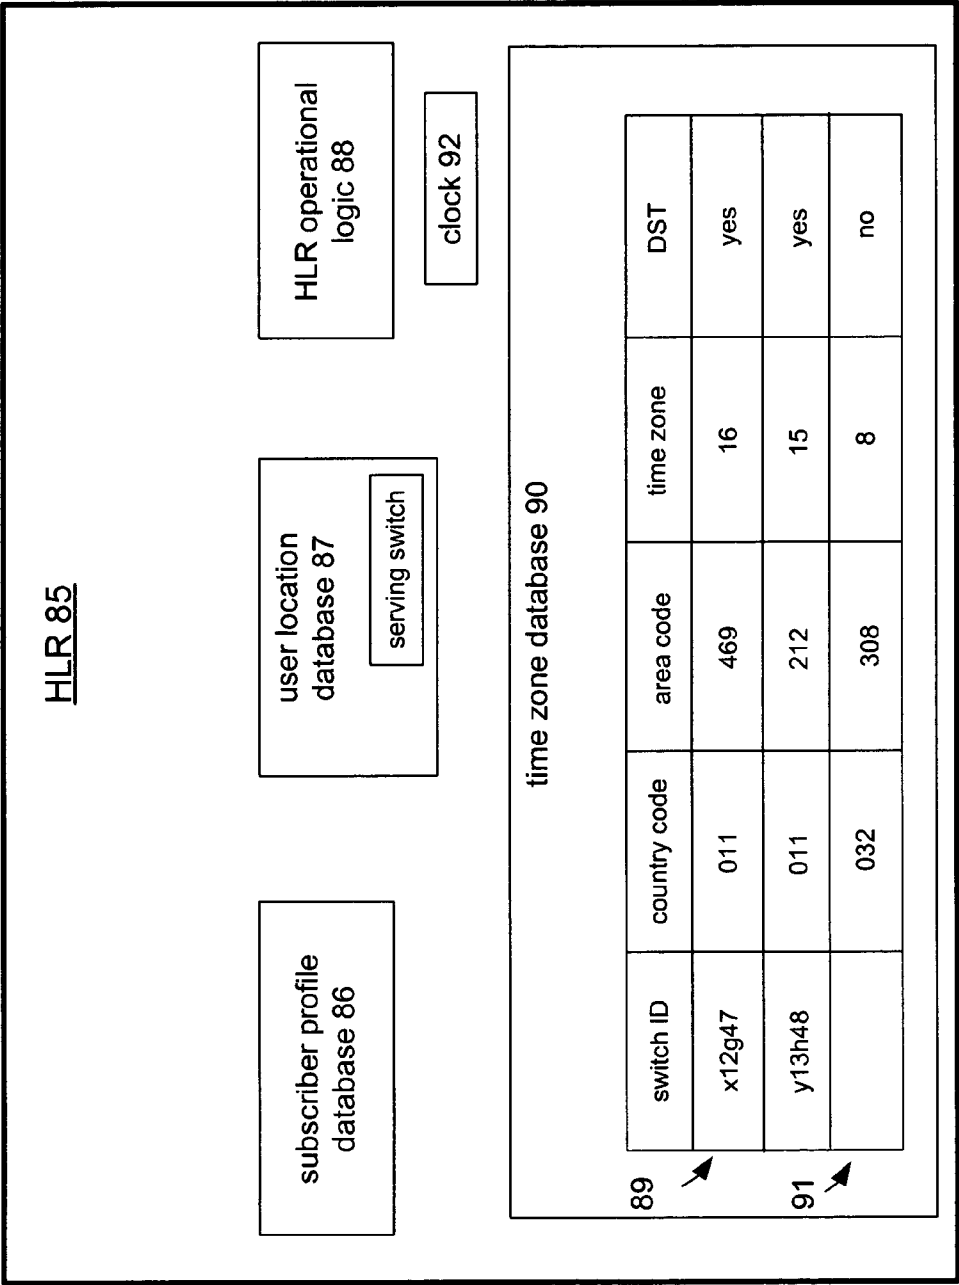 HLR 85
subscriber profile
database 86
user location
database 87
serving switch
HLR operational
logic 88
clock 92
time zone database 90
switch ID country code area code time zone DST
89
x12g47 011 469 16 yes
y13h48 011 212 15 yes
91
032 308 8 no